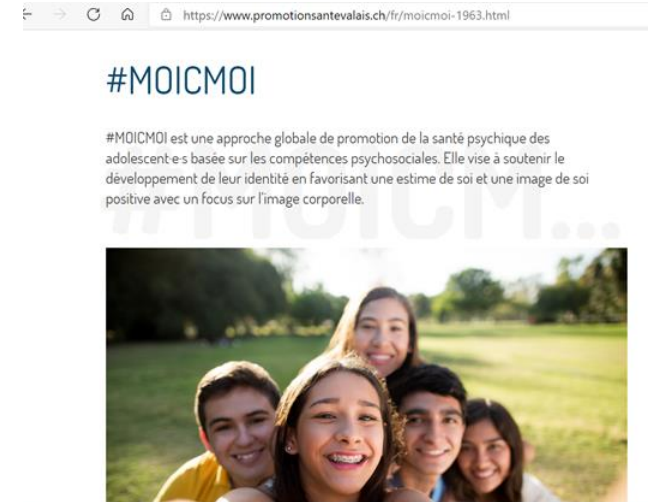 https://www.promotionsantevalais.ch/fr/moicmoi-1963.html
#MOICMOI
#MOICMOI est une approche globale de promotion de la santé psychique des
adolescent·e·s basée sur les compétences psychosociales. Elle vise à soutenir le
développement de leur identité en favorisant une estime de soi et une image de soi
positive avec un focus sur l'image corporelle.
#MOICM...